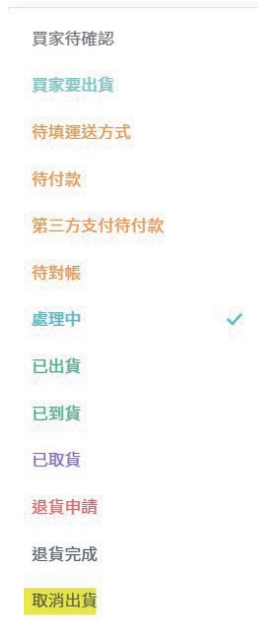 買家待確認
買家要出貨
待填運送方式
待付款
第三方支付待付款
待對帳
處理中
已出貨
已到貨
已取貨
退貨申請
退貨完成
取消出貨